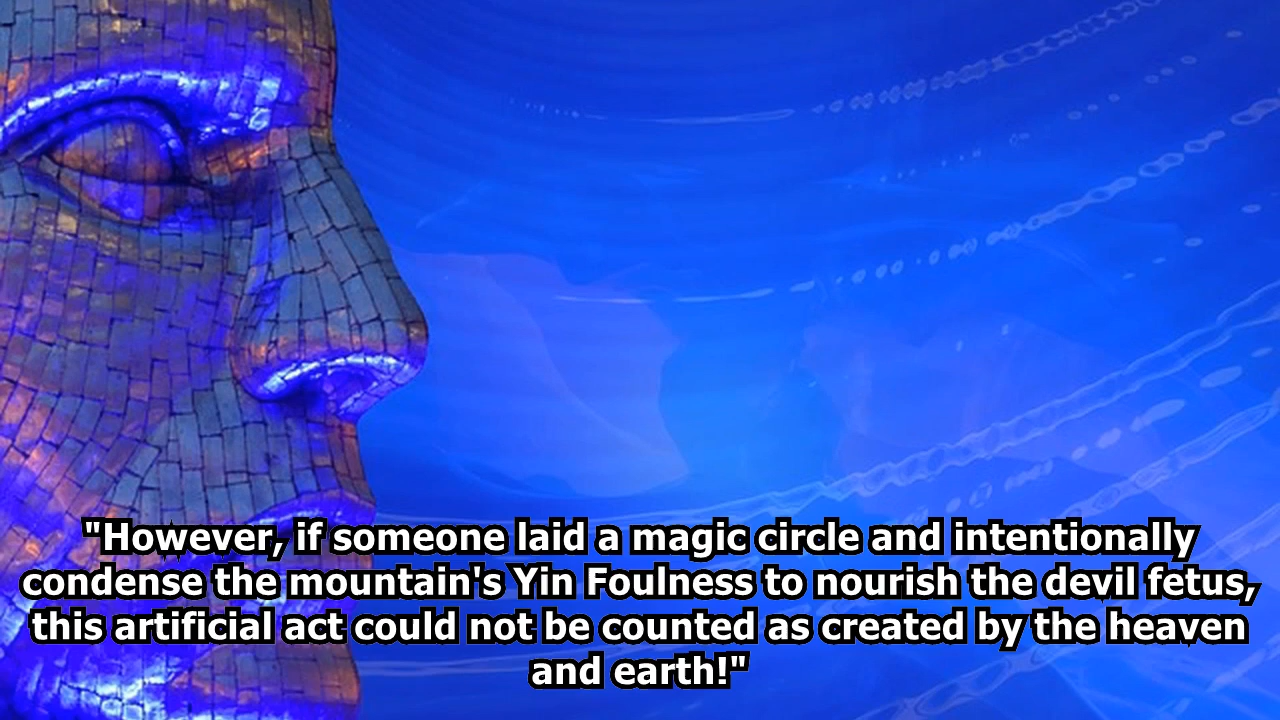 "However, if someone laid a magic circle and intentionally
condense the mountain's Yin Foulness to nourish the devil fetus,
this artificial act could not be counted as created by the heaven
and earth!"